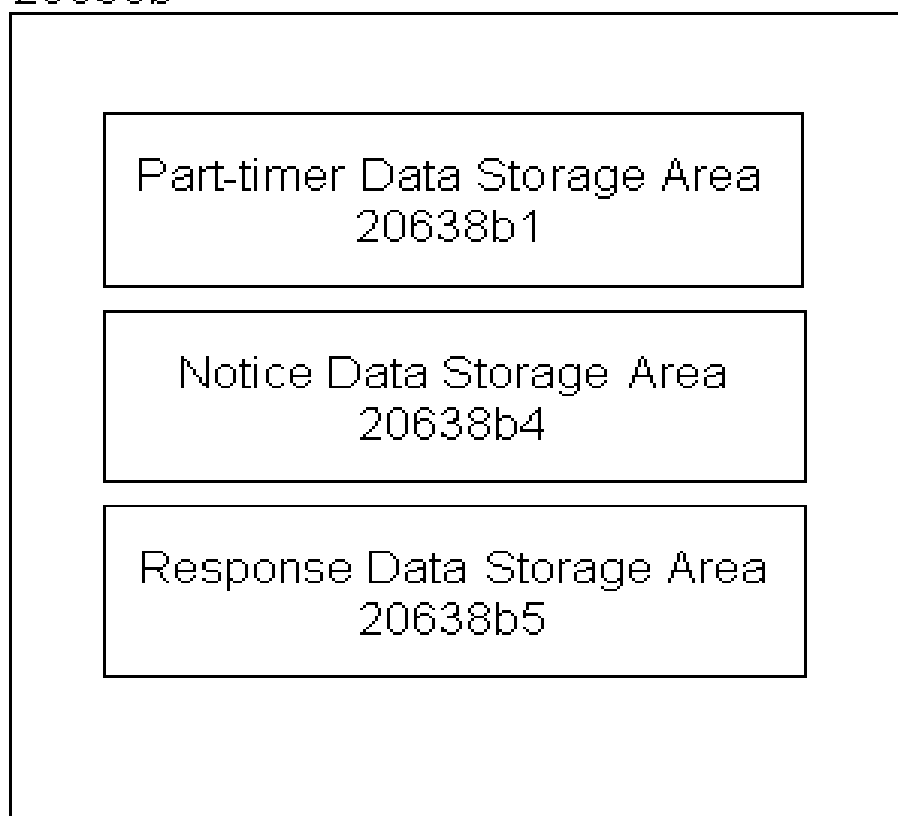 Part-timer Data Storage Area
20638b1
Notice Data Storage Area
20638b4
Response Data Storage Area
20638b5